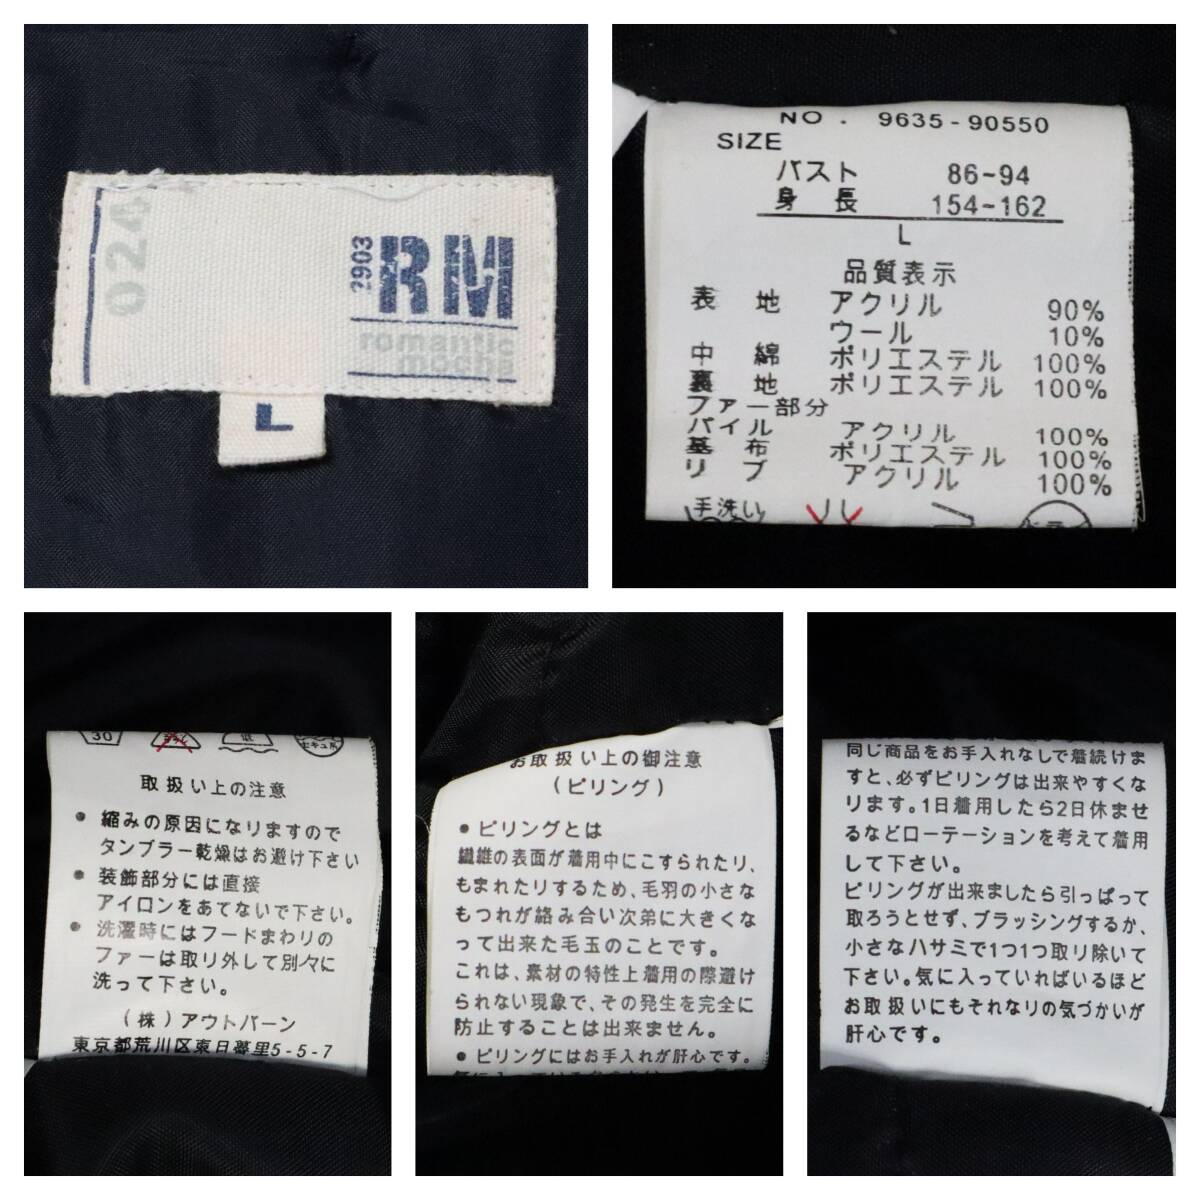 024
2903
RM
romantic
mocha
L
NO. 9635-90550
SIZE
バスト 86~94
身長 154~162
L
品質表示
表地 アクリル 90%
ウール 10%
中綿 ポリエステル 100%
裏地 ポリエステル 100%
ファー部分
パイル アクリル 100%
基布 ポリエステル 100%
リブ アクリル 100%
手洗い
30
取扱い上の注意
• 縮みの原因になりますので
タンブラー乾燥はお避け下さい
• 装飾部分には直接
アイロンをあてないで下さい。
• 洗濯時にはフードまわりの
ファーは取り外して別々に
洗って下さい。
(株)アウトバーン
東京都荒川区東日暮里5-5-7
お取扱い上の御注意
(ピリング)
• ピリングとは
繊維の表面が着用中にこすられたリ、
もまれたりするため、毛羽の小さな
もつれが絡み合い次第に大きくな
って出来た毛玉のことです。
これは、素材の特性上着用の際避け
られない現象で、その発生を完全に
防止することは出来ません。
• ピリングにはお手入れが肝心です。
同じ商品をお手入れなしで着続けま
すと、必ずピリングは出来やすくな
ります。1日着用したら2日休ませ
るなどローテーションを考えて着用
して下さい。
ピリングが出来ましたら引っぱって
取ろうとせず、ブラッシングするか、
小さなハサミで1つ1つ取り除いて
下さい。気に入っていればいるほど
お取扱いにもそれなりの気づかいが
肝心です。